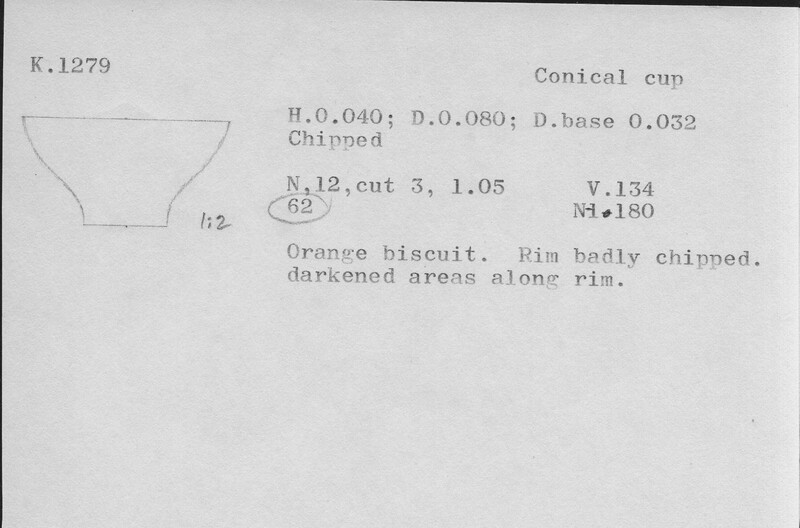 K.1279
Conical cup
H.0.040; D.0.080; D.base 0.032
Chipped
N,12,cut 3, 1.05 V.134
62 180
1:2
Orange biscuit. Rim badly chipped.
darkened areas along rim.